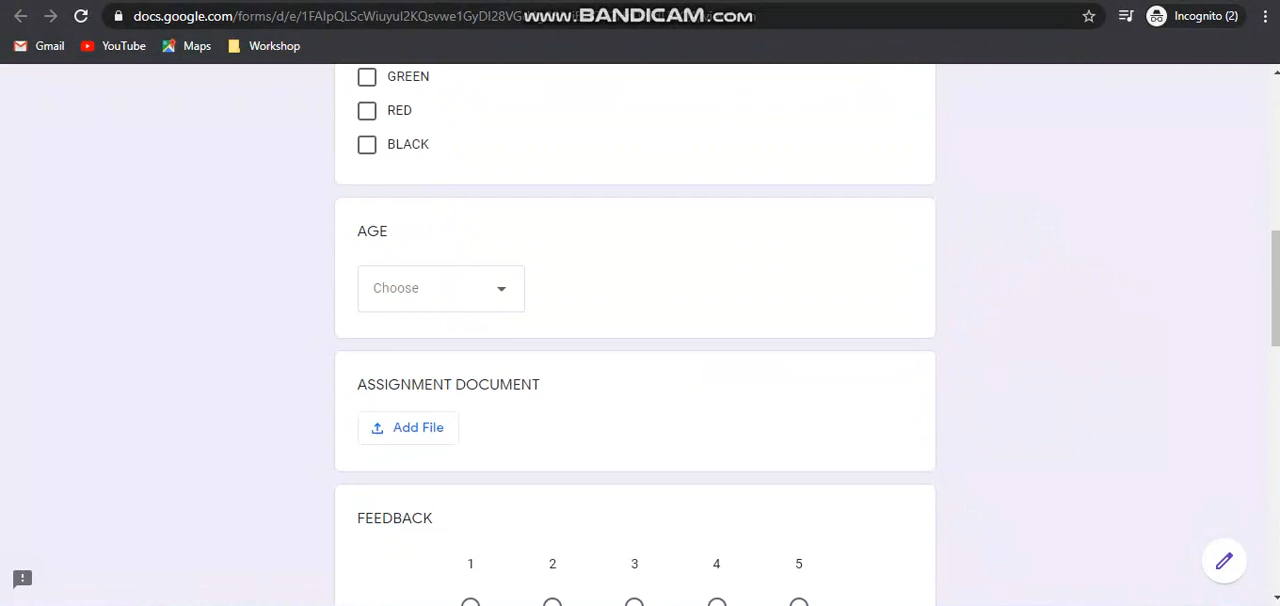 docs.google.com/forms/d/e/1FAIpQLScWiuyuI2KQsvwe1GyDI28VG
www.BANDICAM.com
Incognito (2)
Gmail
YouTube
Maps
Workshop
GREEN
RED
BLACK
AGE
Choose
ASSIGNMENT DOCUMENT
Add File
FEEDBACK
1 2 3 4 5